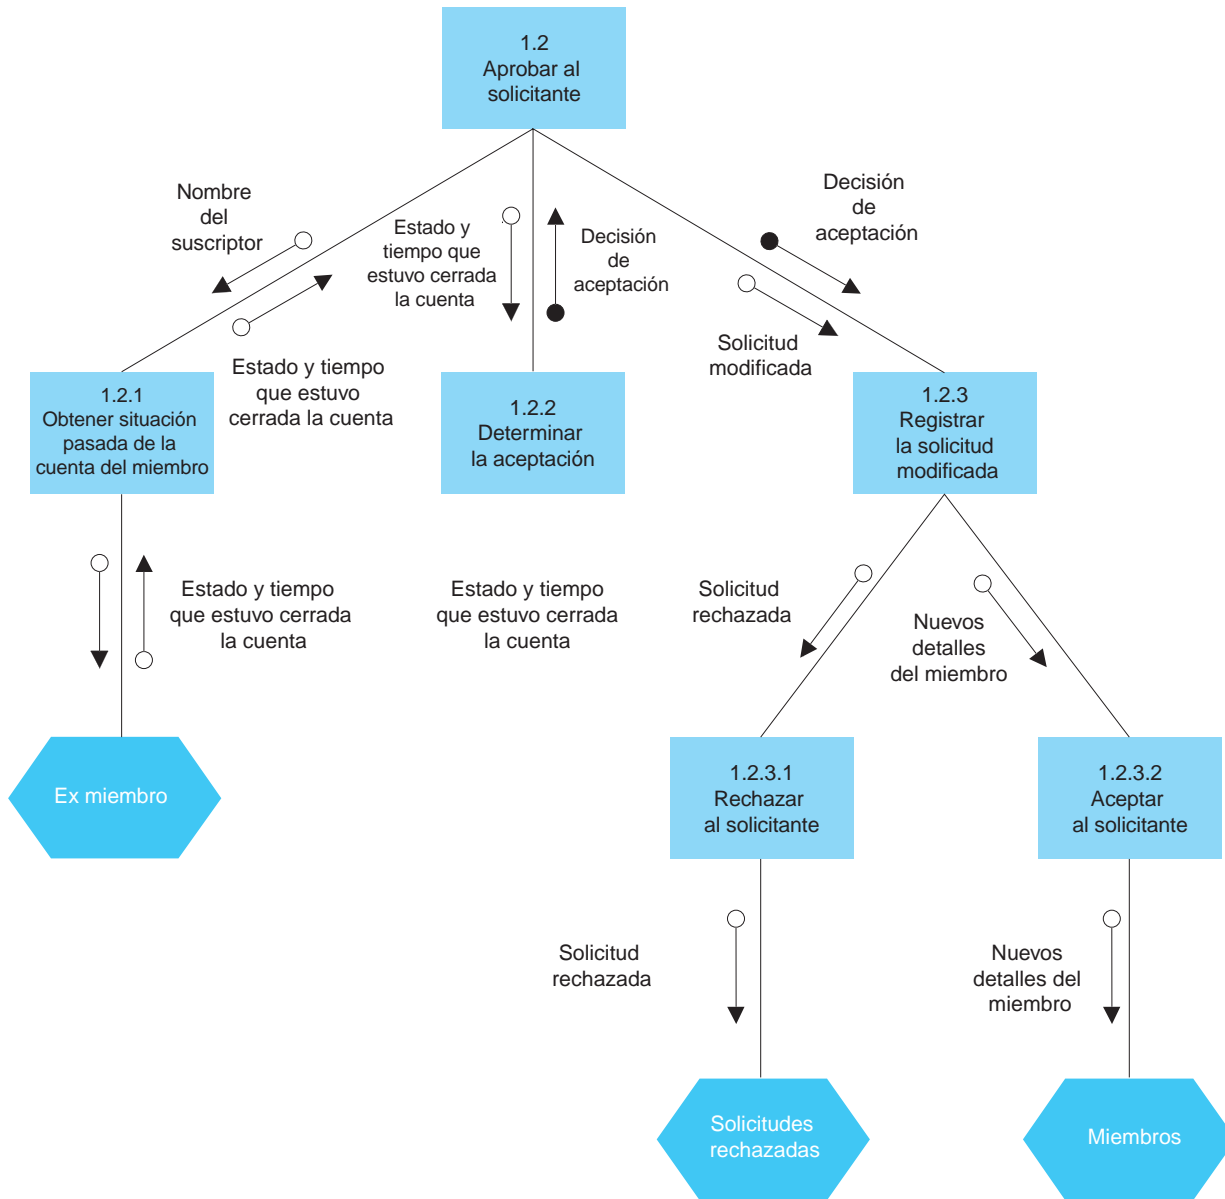 1.2
Aprobar al
solicitante
Nombre
del
suscriptor
Estado y
tiempo que
estuvo cerrada
la cuenta
Decisión
de
aceptación
Decisión
de
aceptación
Estado y tiempo
que estuvo
cerrada la cuenta
Solicitud
modificada
1.2.1
Obtener situación
pasada de la
cuenta del miembro
1.2.2
Determinar
la aceptación
1.2.3
Registrar
la solicitud
modificada
Estado y tiempo
que estuvo cerrada
la cuenta
Estado y tiempo
que estuvo cerrada
la cuenta
Solicitud
rechazada
Nuevos
detalles
del miembro
Ex miembro
1.2.3.1
Rechazar
al solicitante
1.2.3.2
Aceptar
al solicitante
Solicitud
rechazada
Nuevos
detalles del
miembro
Solicitudes
rechazadas
Miembros